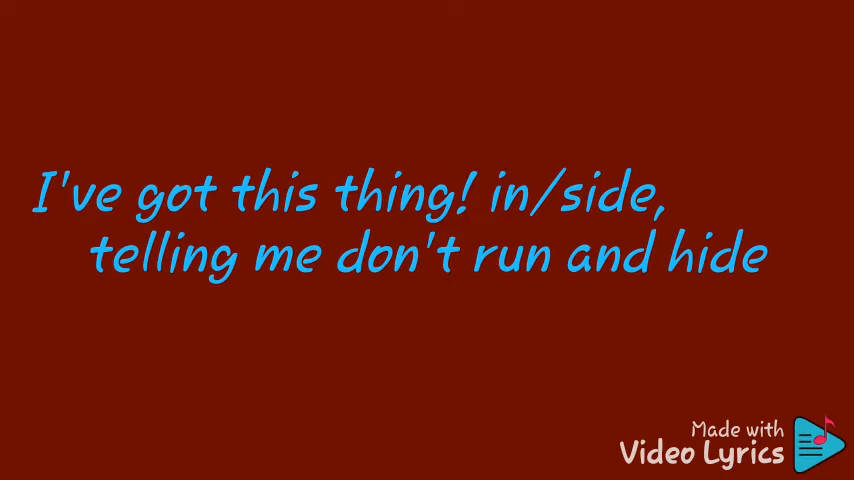 I've got this thing! in/side,
telling me don't run and hide
Made with
Video Lyrics